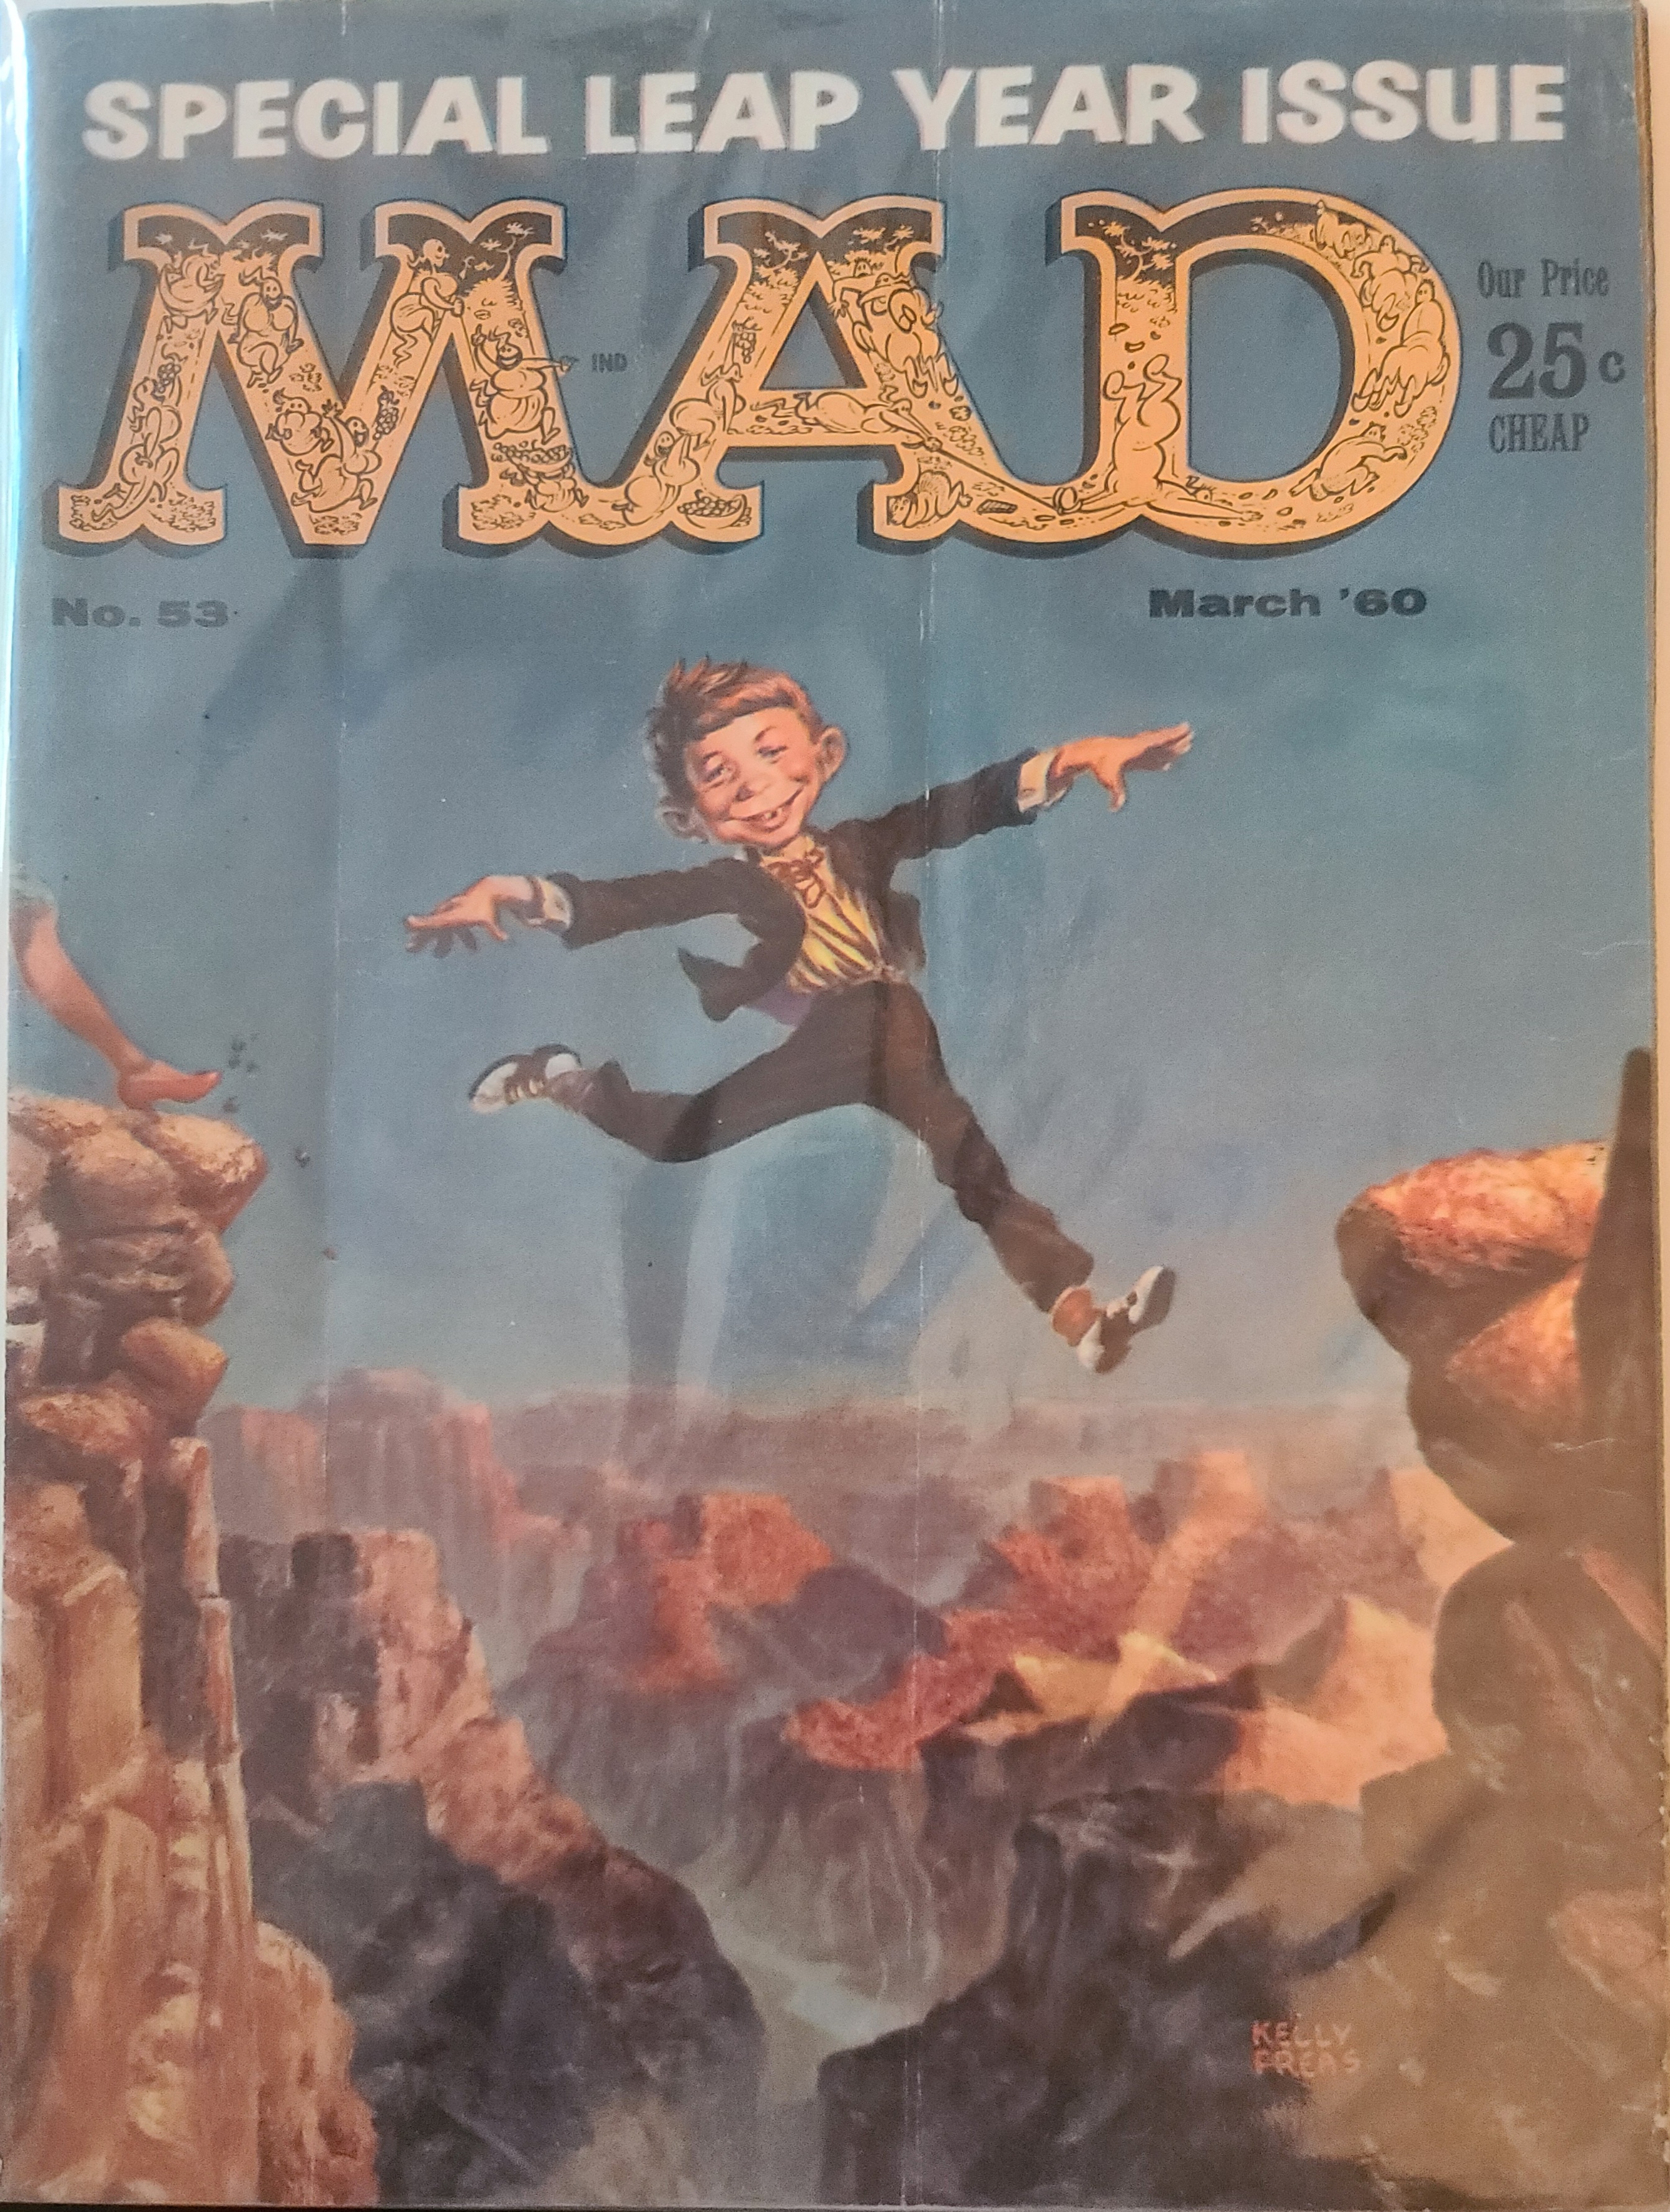 SPECIAL LEAP YEAR ISSUE
MAD
IND
Our Price
25c
CHEAP
No. 53
March '60
KELLY
FREAS